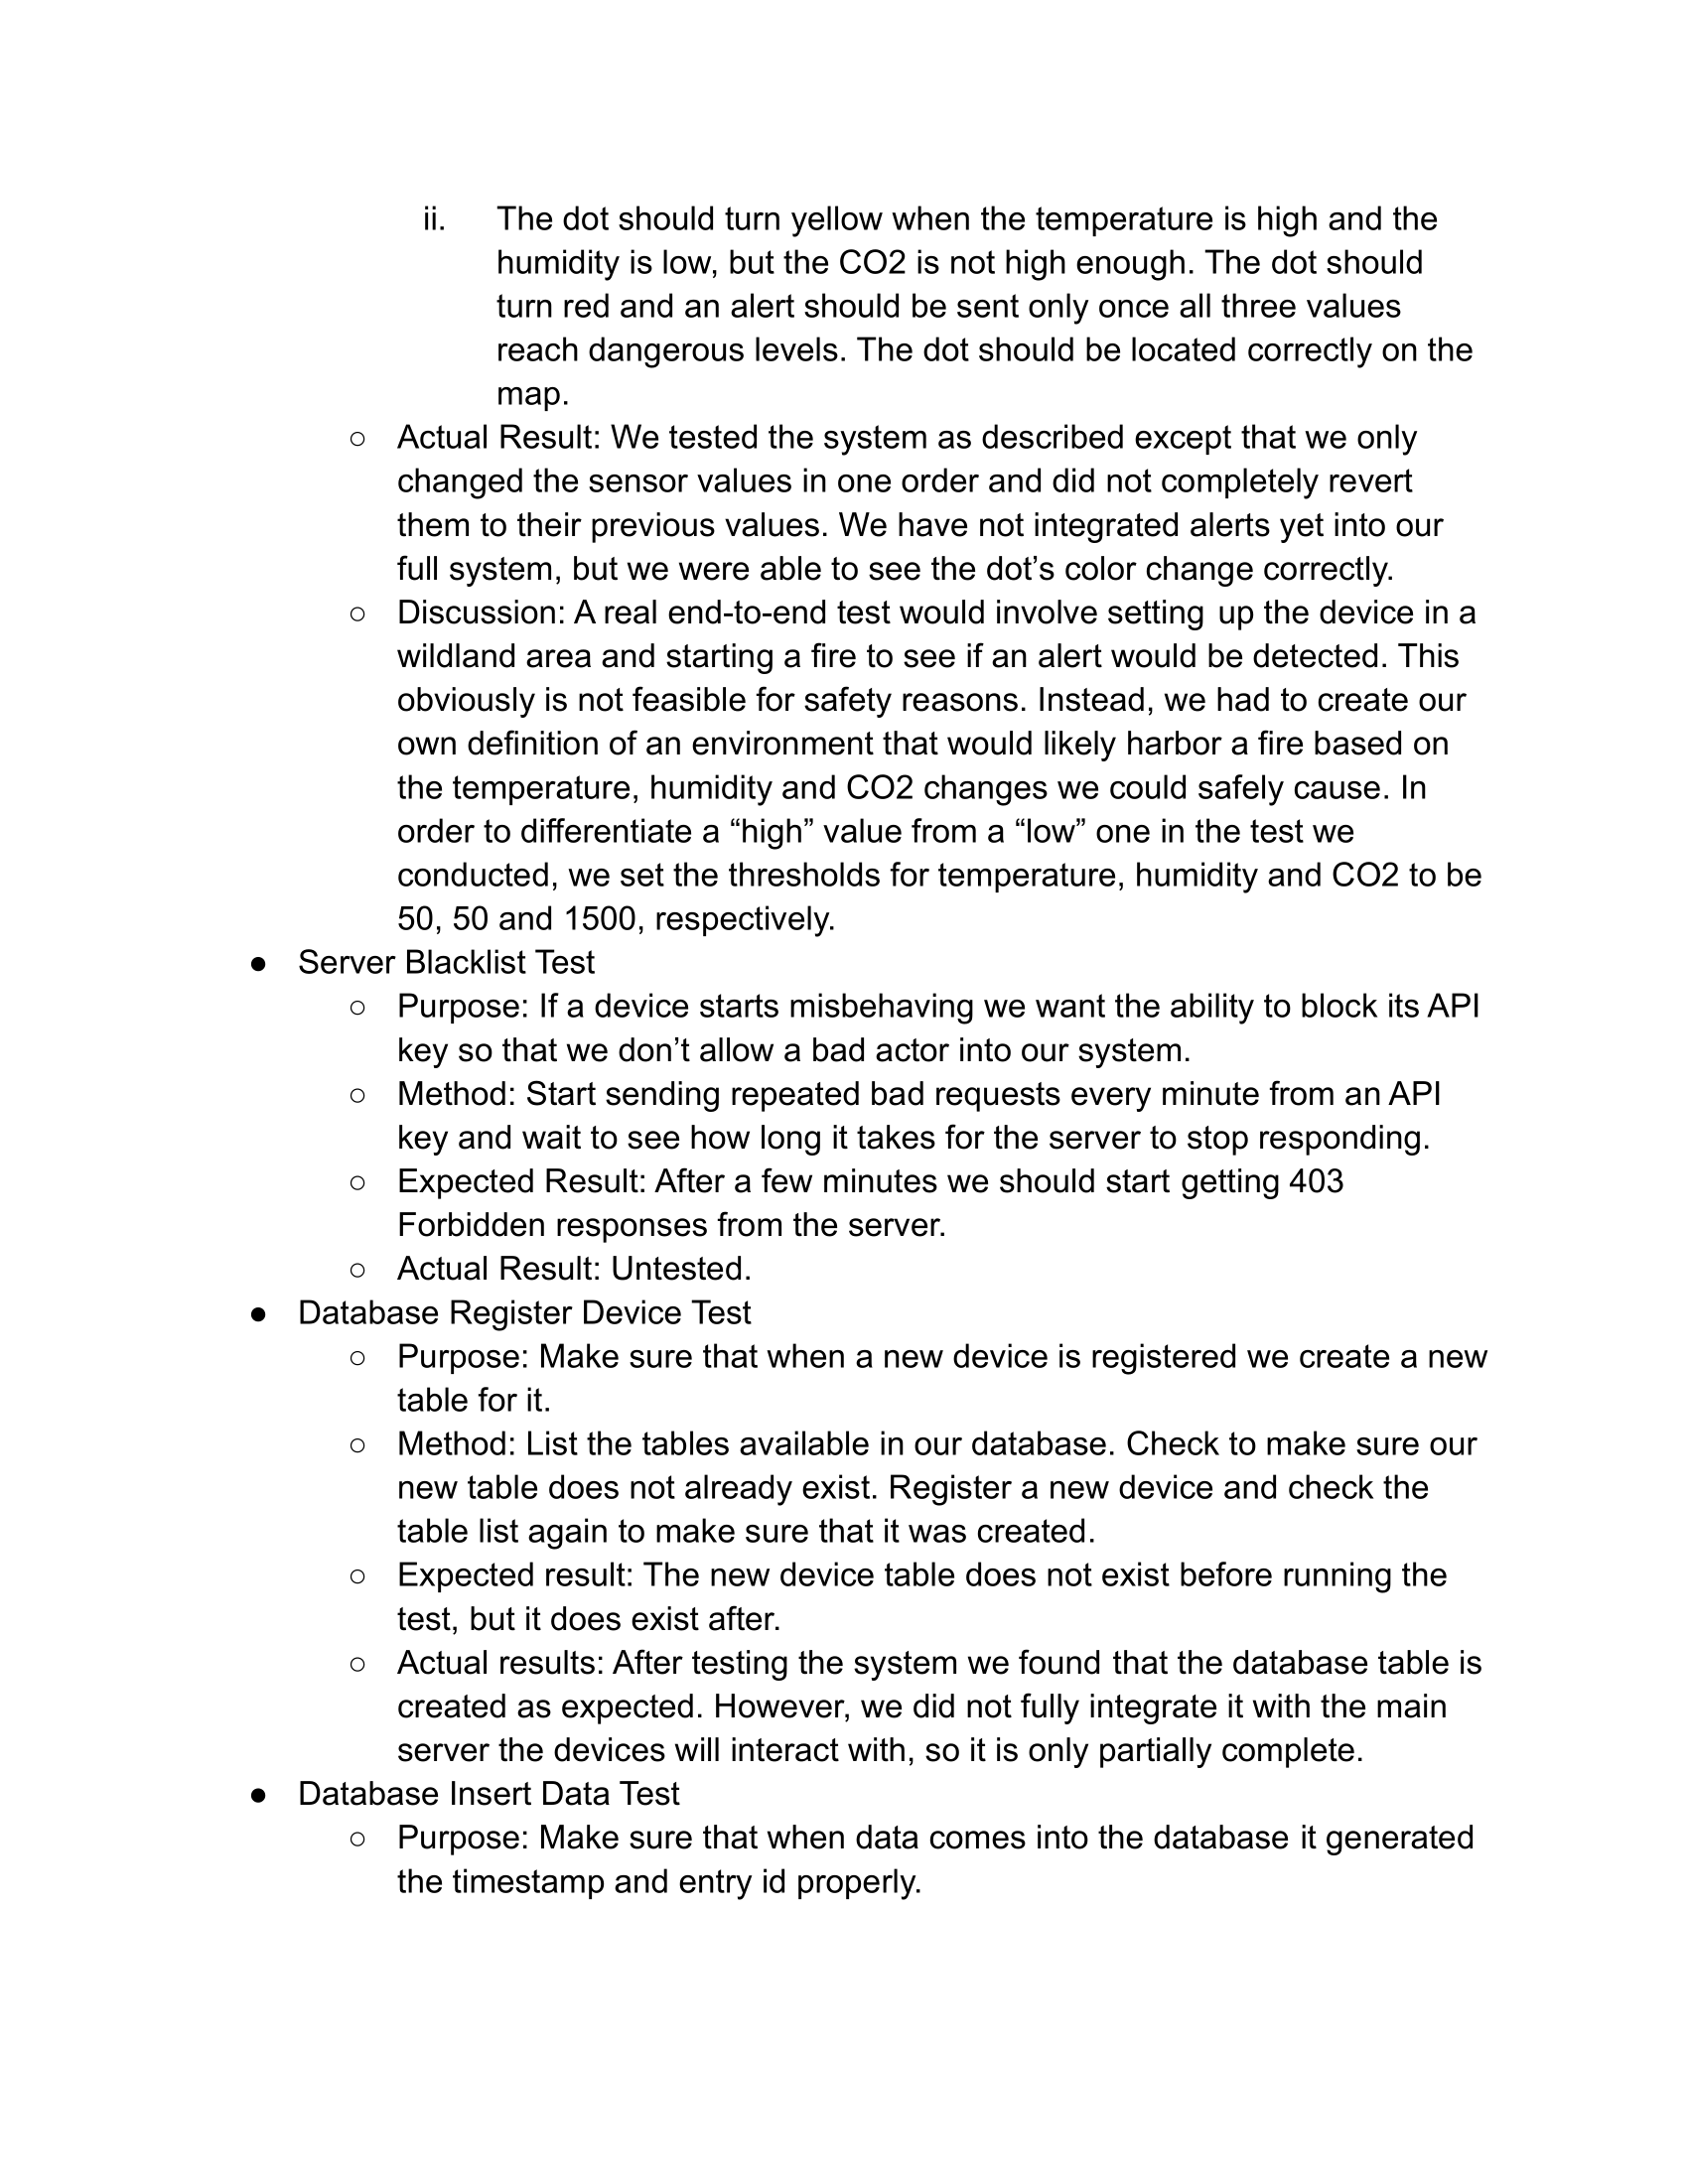 ii. The dot should turn yellow when the temperature is high and the
humidity is low, but the CO2 is not high enough. The dot should
turn red and an alert should be sent only once all three values
reach dangerous levels. The dot should be located correctly on the
map.
○ Actual Result: We tested the system as described except that we only
changed the sensor values in one order and did not completely revert
them to their previous values. We have not integrated alerts yet into our
full system, but we were able to see the dot’s color change correctly.
○ Discussion: A real end-to-end test would involve setting up the device in a
wildland area and starting a fire to see if an alert would be detected. This
obviously is not feasible for safety reasons. Instead, we had to create our
own definition of an environment that would likely harbor a fire based on
the temperature, humidity and CO2 changes we could safely cause. In
order to differentiate a “high” value from a “low” one in the test we
conducted, we set the thresholds for temperature, humidity and CO2 to be
50, 50 and 1500, respectively.
● Server Blacklist Test
○ Purpose: If a device starts misbehaving we want the ability to block its API
key so that we don’t allow a bad actor into our system.
○ Method: Start sending repeated bad requests every minute from an API
key and wait to see how long it takes for the server to stop responding.
○ Expected Result: After a few minutes we should start getting 403
Forbidden responses from the server.
○ Actual Result: Untested.
● Database Register Device Test
○ Purpose: Make sure that when a new device is registered we create a new
table for it.
○ Method: List the tables available in our database. Check to make sure our
new table does not already exist. Register a new device and check the
table list again to make sure that it was created.
○ Expected result: The new device table does not exist before running the
test, but it does exist after.
○ Actual results: After testing the system we found that the database table is
created as expected. However, we did not fully integrate it with the main
server the devices will interact with, so it is only partially complete.
● Database Insert Data Test
○ Purpose: Make sure that when data comes into the database it generated
the timestamp and entry id properly.